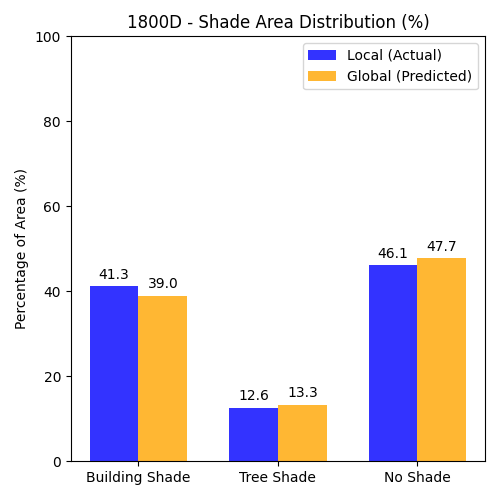 1800D - Shade Area Distribution (%)
Local (Actual)
Global (Predicted)
Percentage of Area (%)
100
80
60
40
20
0
41.3
39.0
12.6
13.3
46.1
47.7
Building Shade
Tree Shade
No Shade